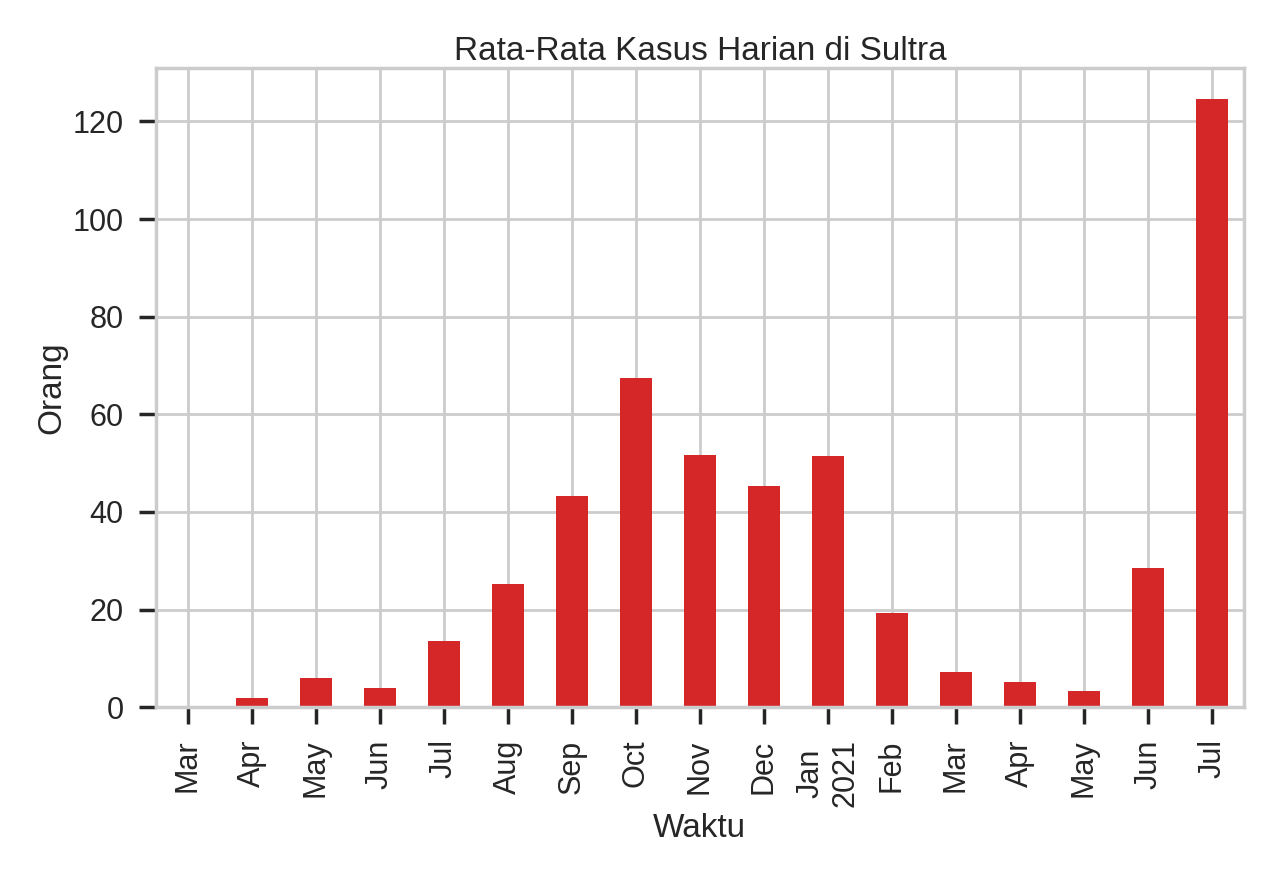 Rata-Rata Kasus Harian di Sultra
120
100
80
60
40
20
0
Orang
Mar
Apr
May
Jun
Jul
Aug
Sep
Oct
Nov
Dec
Jan
2021
Feb
Mar
Apr
May
Jun
Jul
Waktu